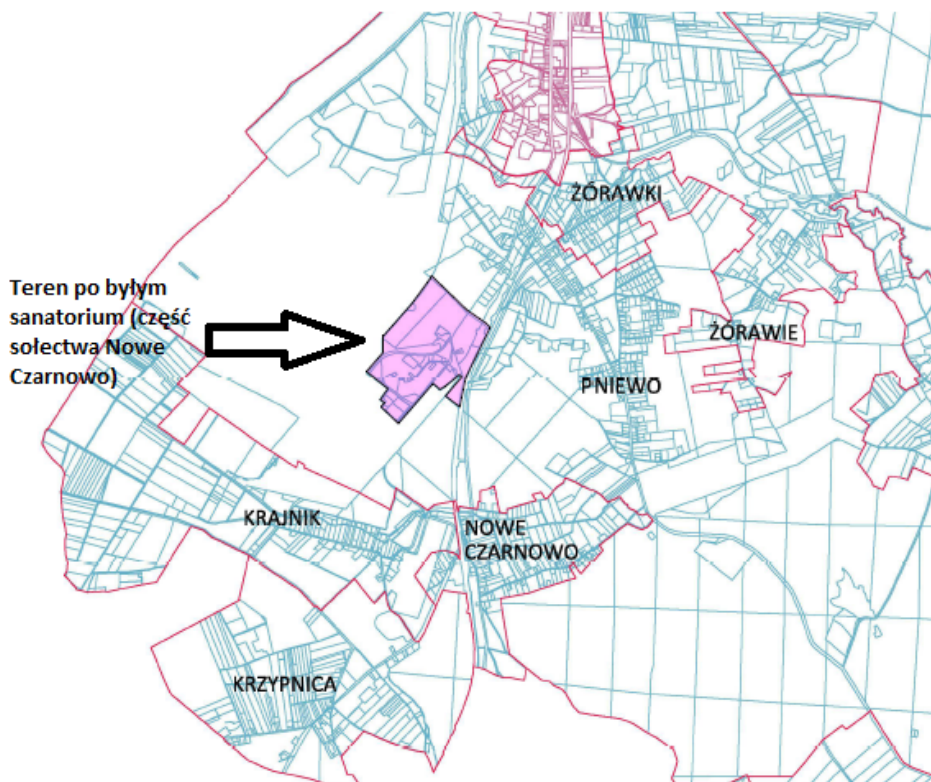 ŻÓRAWKI
Teren po byłym
sanatorium (część
sołectwa Nowe
Czarnowo)
ŻÓRAWIE
PNIEWO
KRAJNIK
NOWE
CZARNOWO
KRZYPNICA